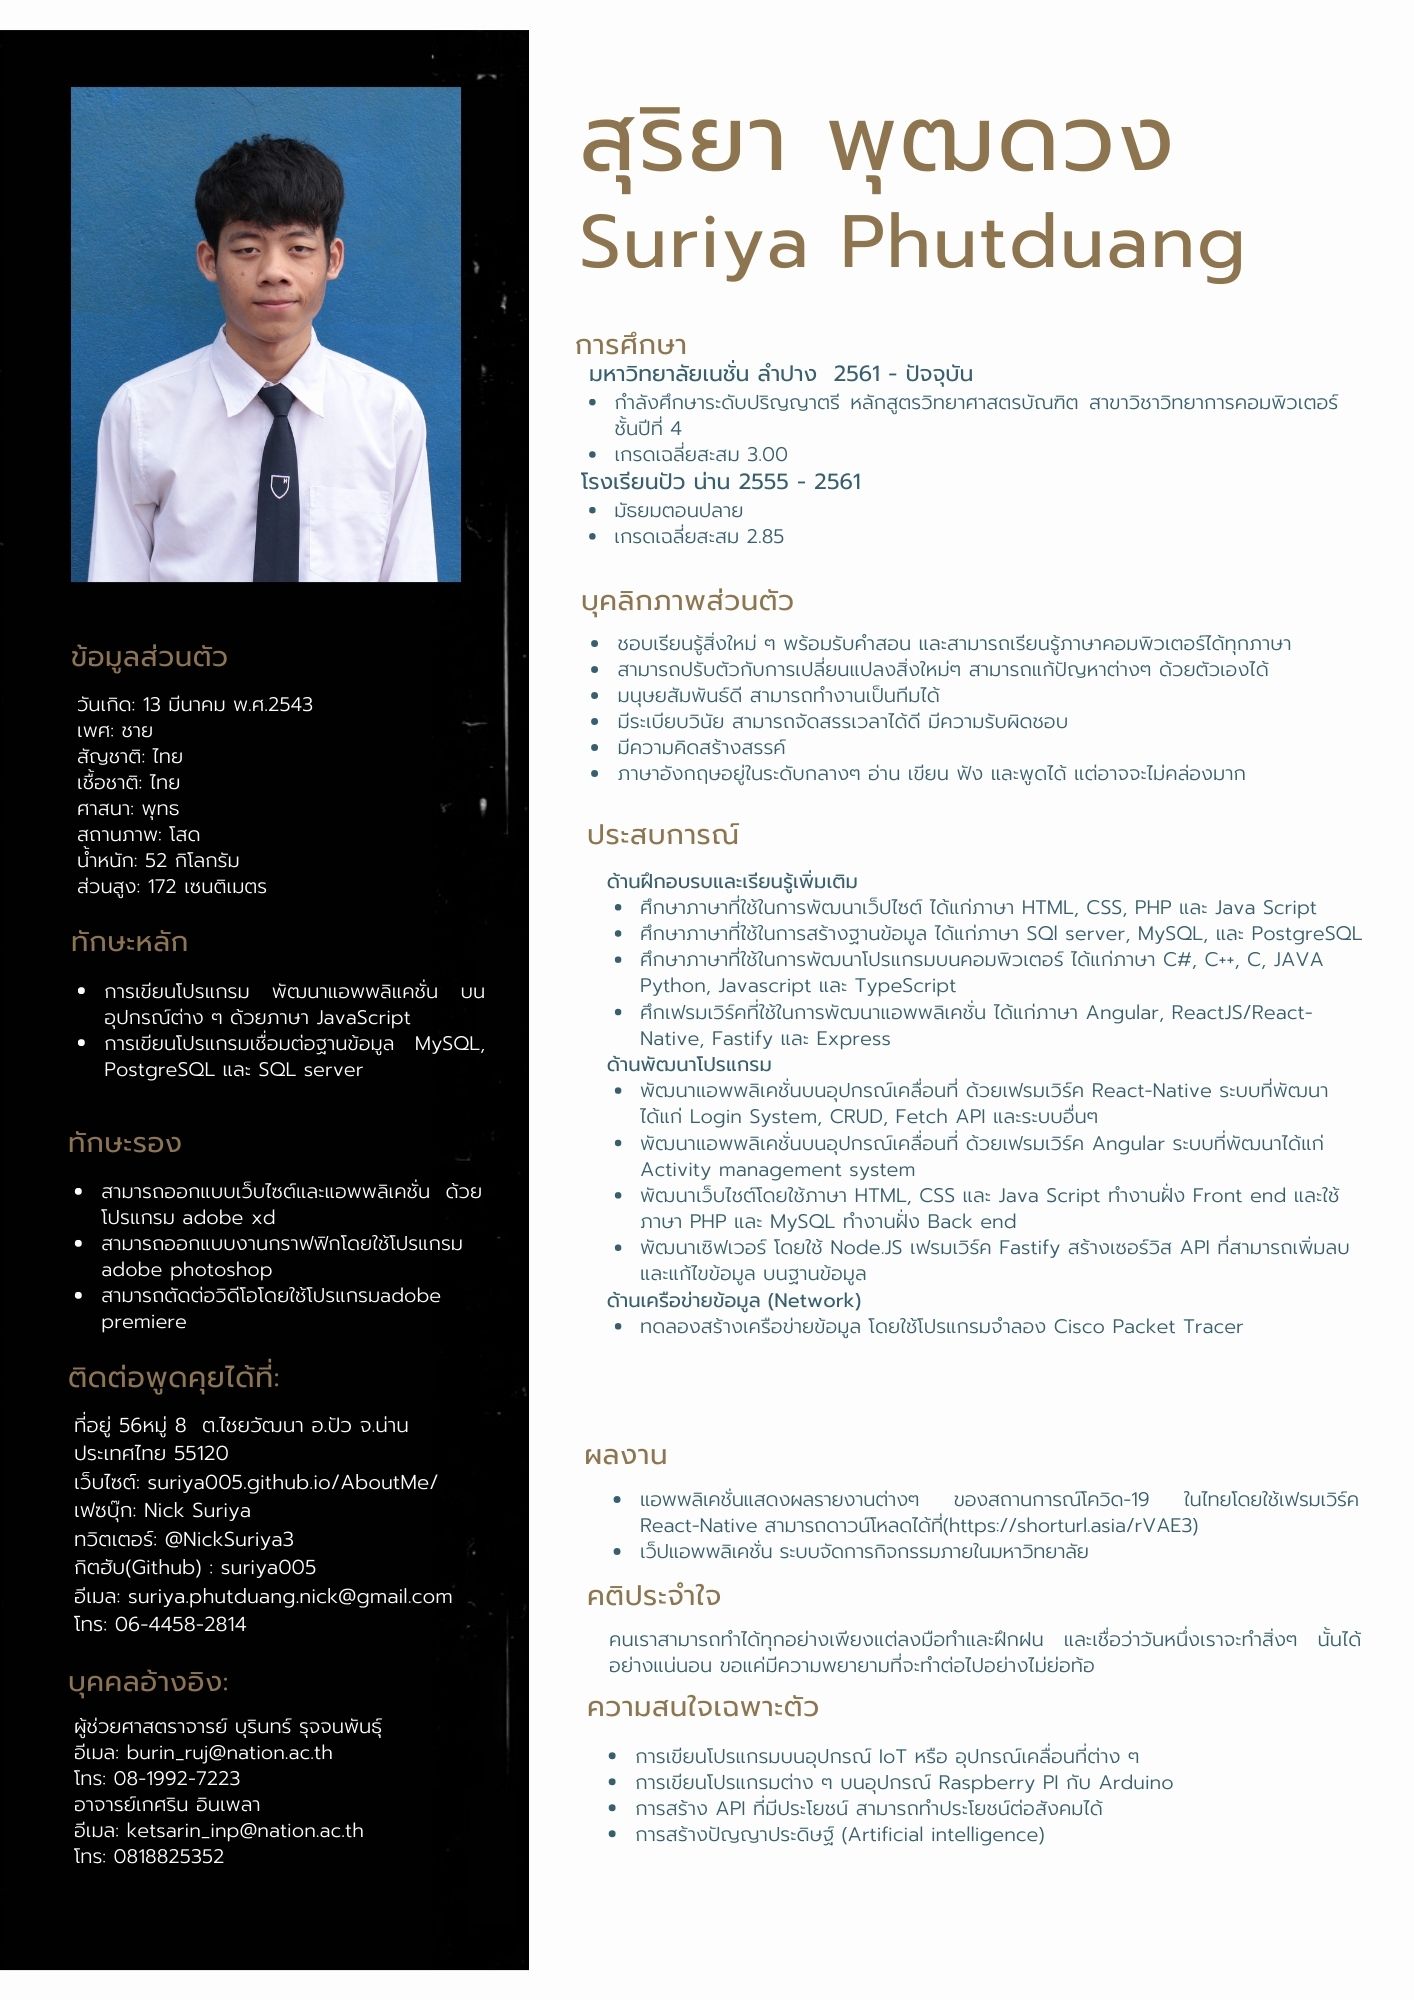 สุริยา พุฒดวง
Suriya Phutduang
ข้อมูลส่วนตัว
วันเกิด: 13 มีนาคม พ.ศ.2543
เพศ: ชาย
สัญชาติ: ไทย
เชื้อชาติ: ไทย
ศาสนา: พุทธ
สถานภาพ: โสด
น้ำหนัก: 52 กิโลกรัม
ส่วนสูง: 172 เซนติเมตร
ทักษะหลัก
• การเขียนโปรแกรม พัฒนาแอพพลิแคชั่น บน
อุปกรณ์ต่าง ๆ ด้วยภาษา JavaScript
• การเขียนโปรแกรมเชื่อมต่อฐานข้อมูล MySQL,
PostgreSQL และ SQL server
ทักษะรอง
• สามารถออกแบบเว็บไซต์และแอพพลิเคชั่น ด้วย
โปรแกรม adobe xd
• สามารถออกแบบงานกราฟฟิกโดยใช้โปรแกรม
adobe photoshop
• สามารถตัดต่อวิดีโอโดยใช้โปรแกรมadobe
premiere
ติดต่อพูดคุยได้ที่:
ที่อยู่ 56หมู่ 8 ต.ไชยวัฒนา อ.ปัว จ.น่าน
ประเทศไทย 55120
เว็บไซต์: suriya005.github.io/AboutMe/
เฟซบุ๊ก: Nick Suriya
ทวิตเตอร์: @NickSuriya3
กิตฮับ(Github) : suriya005
อีเมล: suriya.phutduang.nick@gmail.com
โทร: 06-4458-2814
บุคคลอ้างอิง:
ผู้ช่วยศาสตราจารย์ บุรินทร์ รุจจนพันธุ์
อีเมล: burin_ruj@nation.ac.th
โทร: 08-1992-7223
อาจารย์เกศริน อินเพลา
อีเมล: ketsarin_inp@nation.ac.th
โทร: 0818825352
การศึกษา
มหาวิทยาลัยเนชั่น ลำปาง 2561 - ปัจจุบัน
• กำลังศึกษาระดับปริญญาตรี หลักสูตรวิทยาศาสตรบัณฑิต สาขาวิชาวิทยาการคอมพิวเตอร์
ชั้นปีที่ 4
• เกรดเฉลี่ยสะสม 3.00
โรงเรียนปัว น่าน 2555 - 2561
• มัธยมตอนปลาย
• เกรดเฉลี่ยสะสม 2.85
บุคลิกภาพส่วนตัว
• ชอบเรียนรู้สิ่งใหม่ ๆ พร้อมรับคำสอน และสามารถเรียนรู้ภาษาคอมพิวเตอร์ได้ทุกภาษา
• สามารถปรับตัวกับการเปลี่ยนแปลงสิ่งใหม่ๆ สามารถแก้ปัญหาต่างๆ ด้วยตัวเองได้
• มนุษยสัมพันธ์ดี สามารถทำงานเป็นทีมได้
• มีระเบียบวินัย สามารถจัดสรรเวลาได้ดี มีความรับผิดชอบ
• มีความคิดสร้างสรรค์
• ภาษาอังกฤษอยู่ในระดับกลางๆ อ่าน เขียน ฟัง และพูดได้ แต่อาจจะไม่คล่องมาก
ประสบการณ์
ด้านฝึกอบรบและเรียนรู้เพิ่มเติม
• ศึกษาภาษาที่ใช้ในการพัฒนาเว็ปไซต์ ได้แก่ภาษา HTML, CSS, PHP และ Java Script
• ศึกษาภาษาที่ใช้ในการสร้างฐานข้อมูล ได้แก่ภาษา SQl server, MySQL, และ PostgreSQL
• ศึกษาภาษาที่ใช้ในการพัฒนาโปรแกรมบนคอมพิวเตอร์ ได้แก่ภาษา C#, C++, C, JAVA
Python, Javascript และ TypeScript
• ศึกเฟรมเวิร์คที่ใช้ในการพัฒนาแอพพลิเคชั่น ได้แก่ภาษา Angular, ReactJS/React-
Native, Fastify และ Express
ด้านพัฒนาโปรแกรม
• พัฒนาแอพพลิเคชั่นบนอุปกรณ์เคลื่อนที่ ด้วยเฟรมเวิร์ค React-Native ระบบที่พัฒนา
ได้แก่ Login System, CRUD, Fetch API และระบบอื่นๆ
• พัฒนาแอพพลิเคชั่นบนอุปกรณ์เคลื่อนที่ ด้วยเฟรมเวิร์ค Angular ระบบที่พัฒนาได้แก่
Activity management system
• พัฒนาเว็บไซต์โดยใช้ภาษา HTML, CSS และ Java Script ทำงานฝั่ง Front end และใช้
ภาษา PHP และ MySQL ทำงานฝั่ง Back end
• พัฒนาเซิฟเวอร์ โดยใช้ Node.JS เฟรมเวิร์ค Fastify สร้างเซอร์วิส API ที่สามารถเพิ่มลบ
และแก้ไขข้อมูล บนฐานข้อมูล
ด้านเครือข่ายข้อมูล (Network)
• ทดลองสร้างเครือข่ายข้อมูล โดยใช้โปรแกรมจำลอง Cisco Packet Tracer
ผลงาน
• แอพพลิเคชั่นแสดงผลรายงานต่างๆ ของสถานการณ์โควิด-19 ในไทยโดยใช้เฟรมเวิร์ค
React-Native สามารถดาวน์โหลดได้ที่(https://shorturl.asia/rVAE3)
• เว็ปแอพพลิเคชั่น ระบบจัดการกิจกรรมภายในมหาวิทยาลัย
คติประจำใจ
คนเราสามารถทำได้ทุกอย่างเพียงแต่ลงมือทำและฝึกฝน และเชื่อว่าวันหนึ่งเราจะทำสิ่งๆ นั้นได้
อย่างแน่นอน ขอแค่มีความพยายามที่จะทำต่อไปอย่างไม่ย่อท้อ
ความสนใจเฉพาะตัว
• การเขียนโปรแกรมบนอุปกรณ์ IoT หรือ อุปกรณ์เคลื่อนที่ต่าง ๆ
• การเขียนโปรแกรมต่าง ๆ บนอุปกรณ์ Raspberry PI กับ Arduino
• การสร้าง API ที่มีประโยชน์ สามารถทำประโยชน์ต่อสังคมได้
• การสร้างปัญญาประดิษฐ์ (Artificial intelligence)